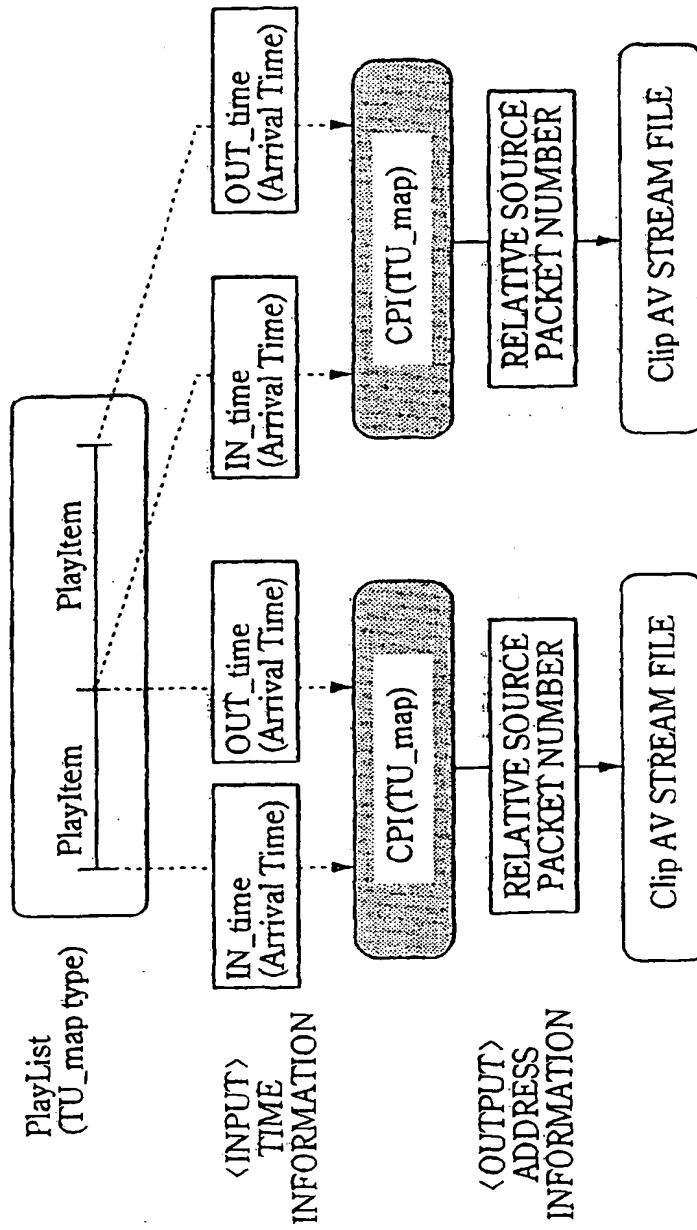 PlayList
(TU_map type)
PlayItem
PlayItem
<INPUT>
TIME
INFORMATION
IN_time
(Arrival Time)
OUT_time
(Arrival Time)
IN_time
(Arrival Time)
OUT_time
(Arrival Time)
CPI(TU_map)
CPI(TU_map)
<OUTPUT>
ADDRESS
INFORMATION
RELATIVE SOURCE
PACKET NUMBER
RELATIVE SOURCE
PACKET NUMBER
Clip AV STREAM FILE
Clip AV STREAM FILE